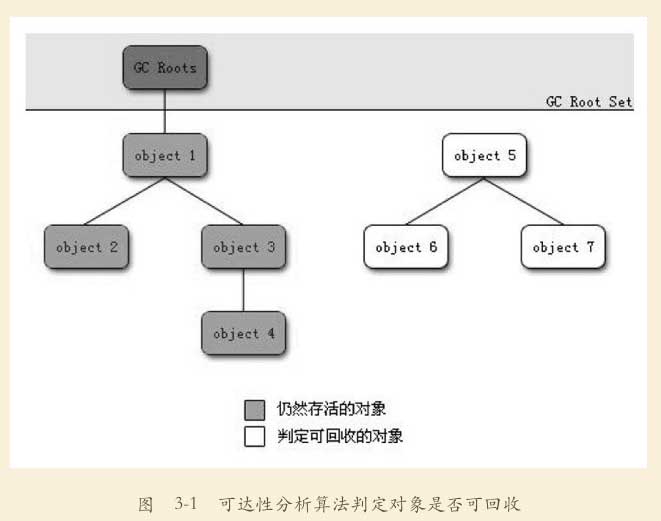 GC Roots
GC Root Set
object 1
object 5
object 2
object 3
object 6
object 7
object 4
仍然存活的对象
判定可回收的对象
图 3-1 可达性分析算法判定对象是否可回收